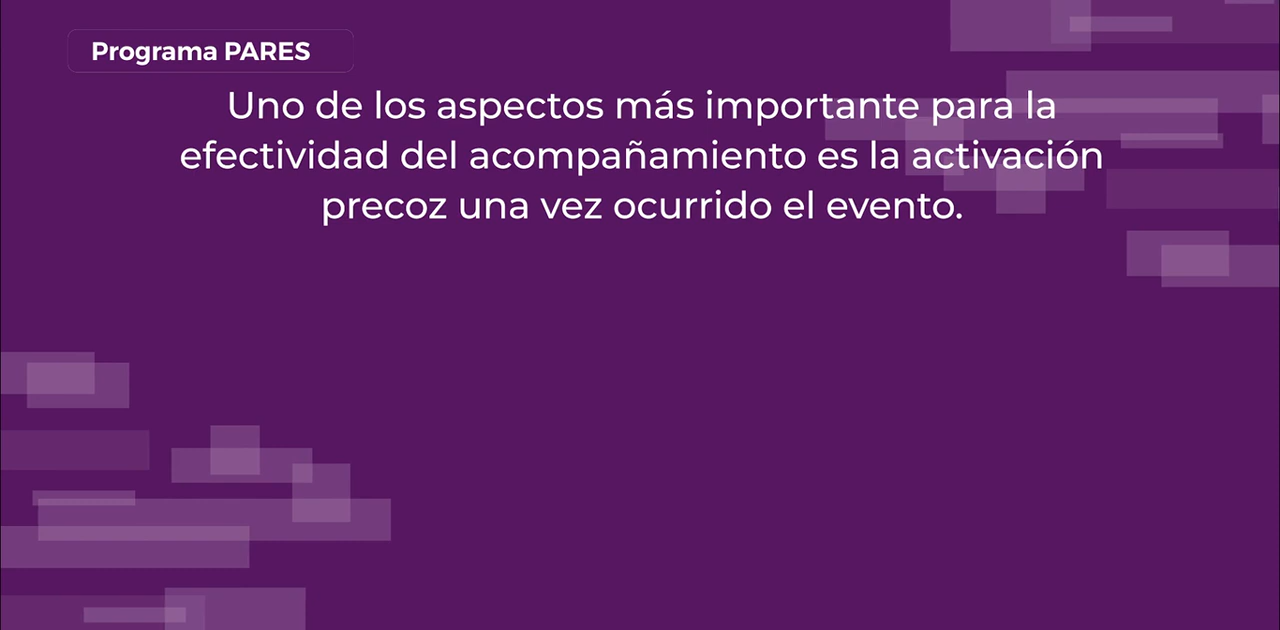 Programa PARES
Uno de los aspectos más importante para la
efectividad del acompañamiento es la activación
precoz una vez ocurrido el evento.